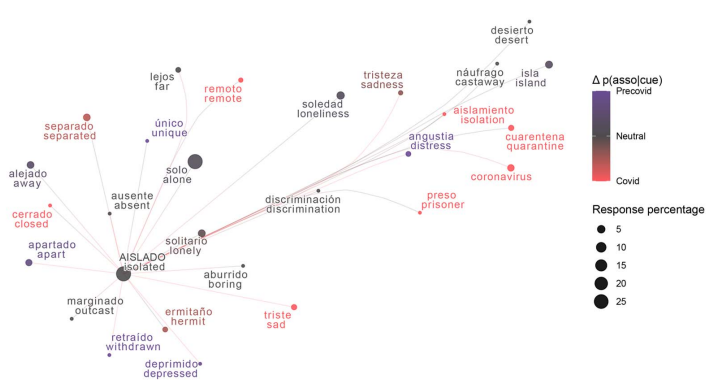 desierto
desert
lejos
far
remoto
remote
tristeza
sadness
náufrago
castaway
isla
island
soledad
loneliness
separado
separated
único
unique
aislamiento
isolation
angustia
distress
cuarentena
quarantine
solo
alone
alejado
away
ausente
absent
coronavirus
discriminación
discrimination
preso
prisoner
cerrado
closed
solitario
lonely
apartado
apart
AISLADO
isolated
aburrido
boring
marginado
outcast
ermitaño
hermit
triste
sad
retraído
withdrawn
deprimido
depressed
Δ p(asso|cue)
Precovid
Neutral
Covid
Response percentage
5
10
15
20
25